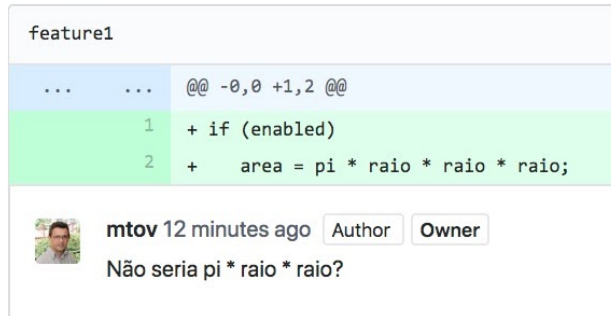 feature1
... ... @@ -0,0 +1,2 @@
1 + if (enabled)
2 +    area = pi * raio * raio * raio;
mtov 12 minutes ago Author Owner
Não seria pi * raio * raio?